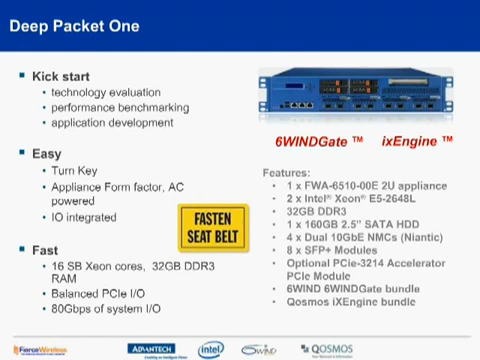 Deep Packet One
Kick start
• technology evaluation
• performance benchmarking
• application development
Easy
• Turn Key
• Appliance Form factor, AC
powered
• IO integrated
Fast
• 16 SB Xeon cores, 32GB DDR3
RAM
• Balanced PCIe I/O
• 80Gbps of system I/O
FASTEN
SEAT BELT
6WINDGate ™ ixEngine ™
Features:
• 1 x FWA-6510-00E 2U appliance
• 2 x Intel® Xeon® E5-2648L
• 32GB DDR3
• 1 x 160GB 2.5” SATA HDD
• 4 x Dual 10GbE NMCs (Niantic)
• 8 x SFP+ Modules
• Optional PCIe-3214 Accelerator
PCIe Module
• 6WIND 6WINDGate bundle
• Qosmos iXEngine bundle
FierceWireless
ADVANTECH
intel
6WIND
QOSMOS